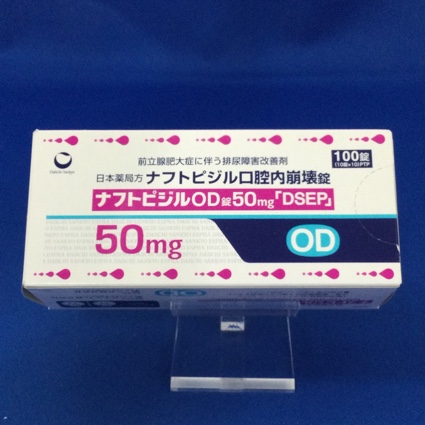 前立腺肥大症に伴う排尿障害改善剤
100錠
(10錠×10)PTP
日本薬局方 ナフトピジル口腔内崩壊錠
Daiichi-Sankyo
ナフトピジルOD錠50mg「DSEP」
50mg
OD